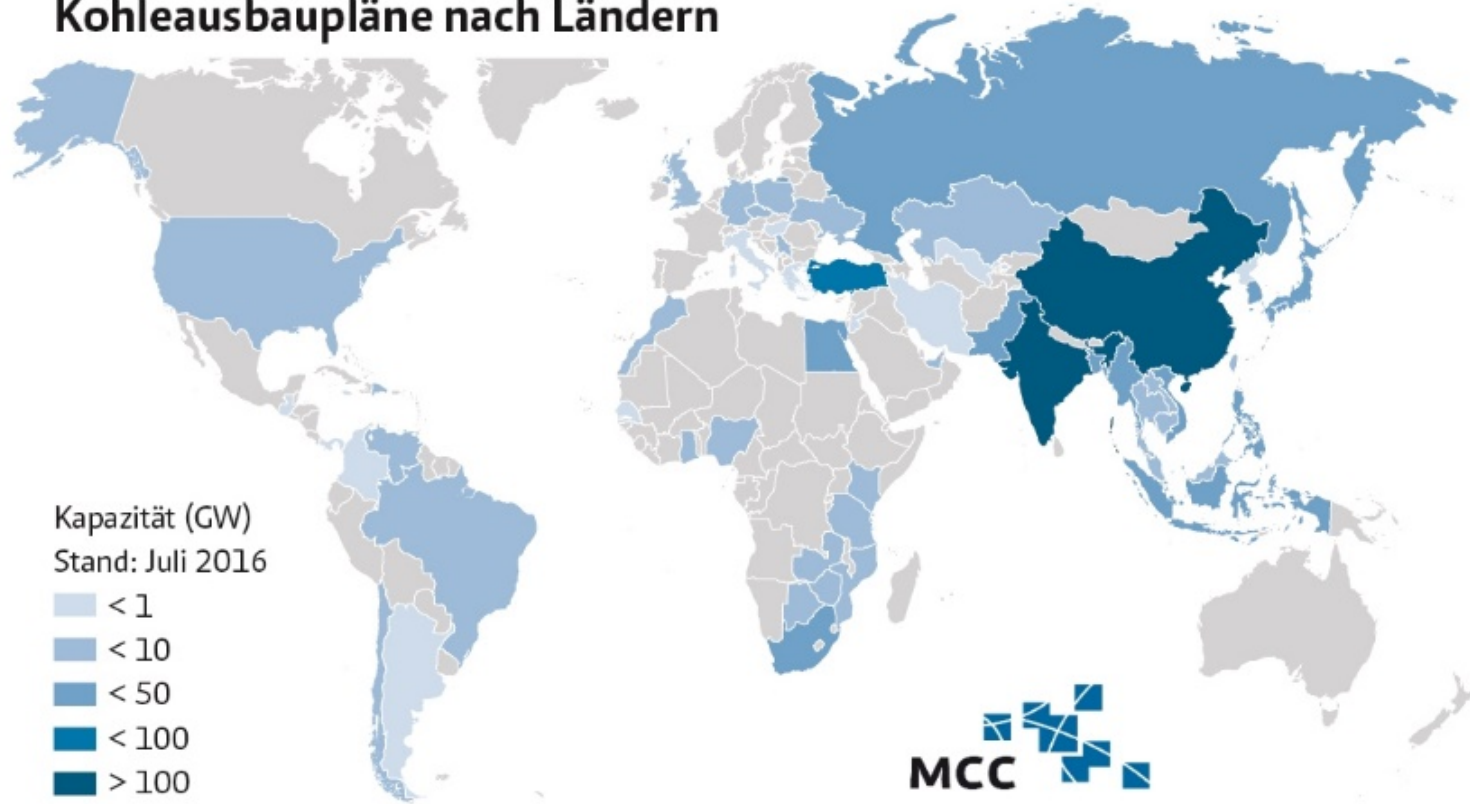 Kohleausbaupläne nach Ländern
Kapazität (GW)
Stand: Juli 2016
< 1
< 10
< 50
< 100
> 100
MCC